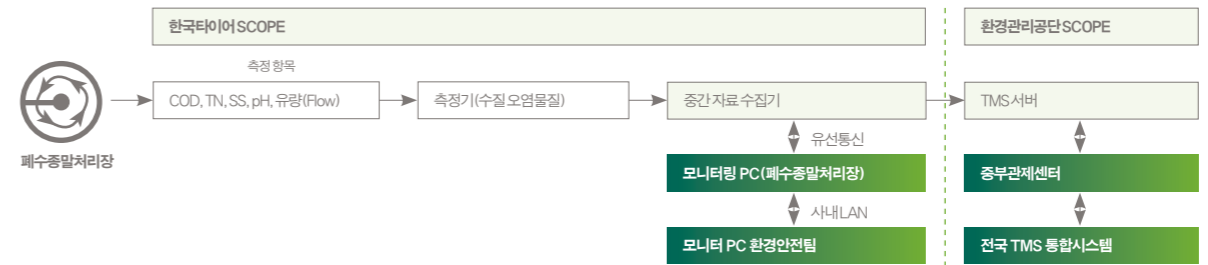 한국타이어 SCOPE
환경관리공단 SCOPE
측정 항목
COD, TN, SS, pH, 유량(Flow)
측정기(수질 오염물질)
중간 자료 수집기
TMS 서버
폐수종말처리장
유선통신
모니터링 PC(폐수종말처리장)
중부관제센터
사내 LAN
모니터 PC 환경안전팀
전국 TMS 통합시스템